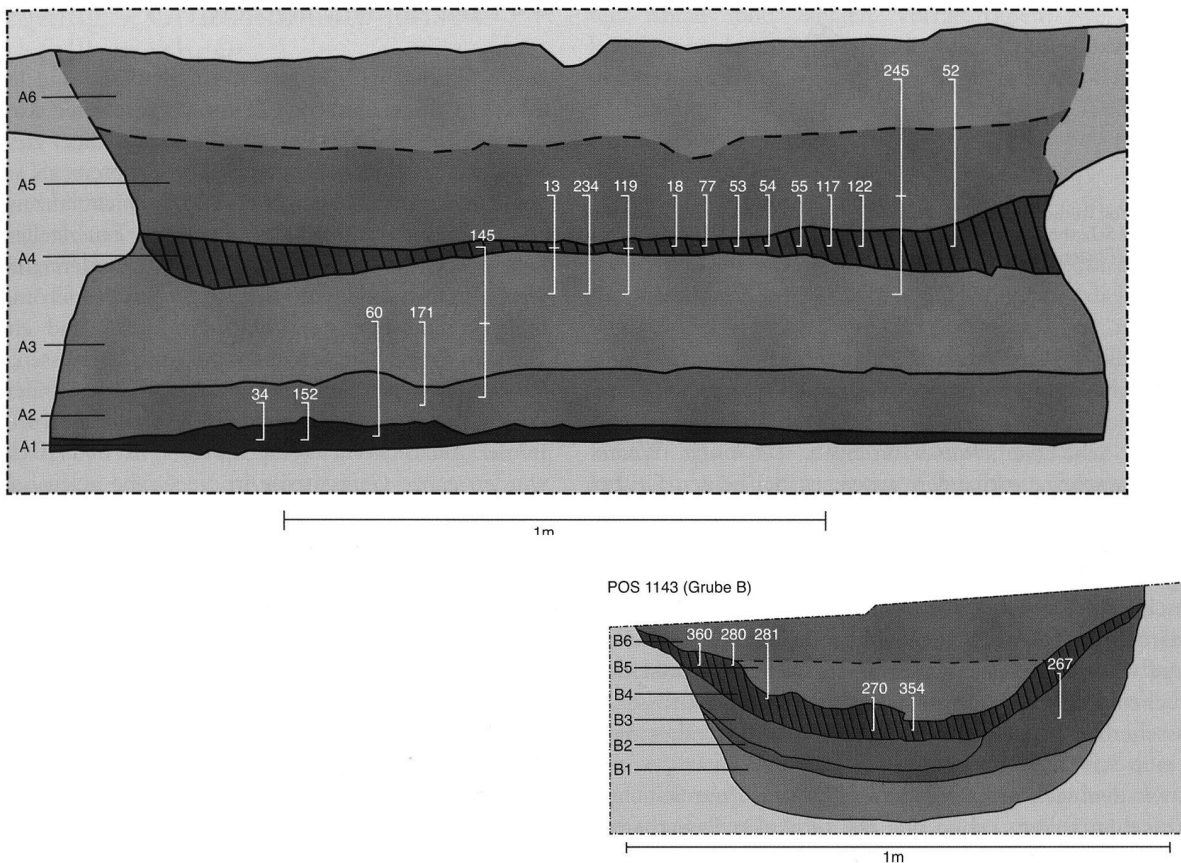 245 52
A6
A5
13 234 119 18 77 53 54 55 117 122
145
A4
60 171
A3
34 152
A2
A1
1m
POS 1143 (Grube B)
B6 360 280 281
B5 267
B4 270 354
B3
B2
B1
1m